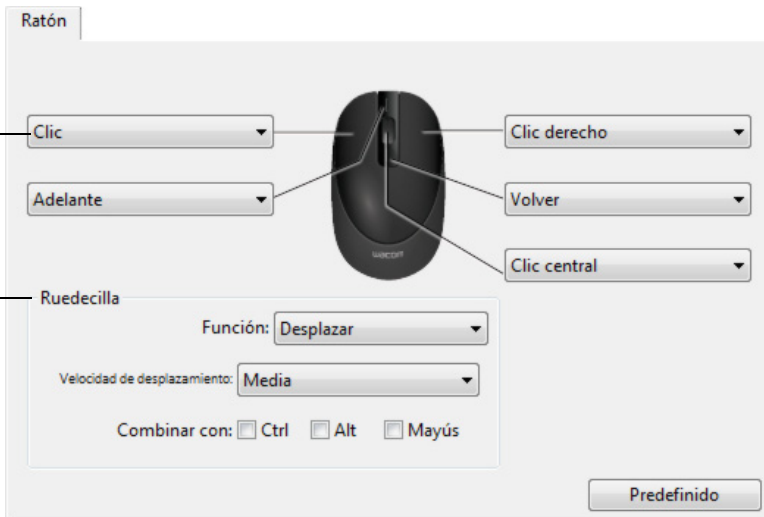 Ratón
Clic
Clic derecho
Adelante
Volver
wacom
Clic central
Ruedecilla
Función: Desplazar
Velocidad de desplazamiento: Media
Combinar con: Ctrl Alt Mayús
Predefinido